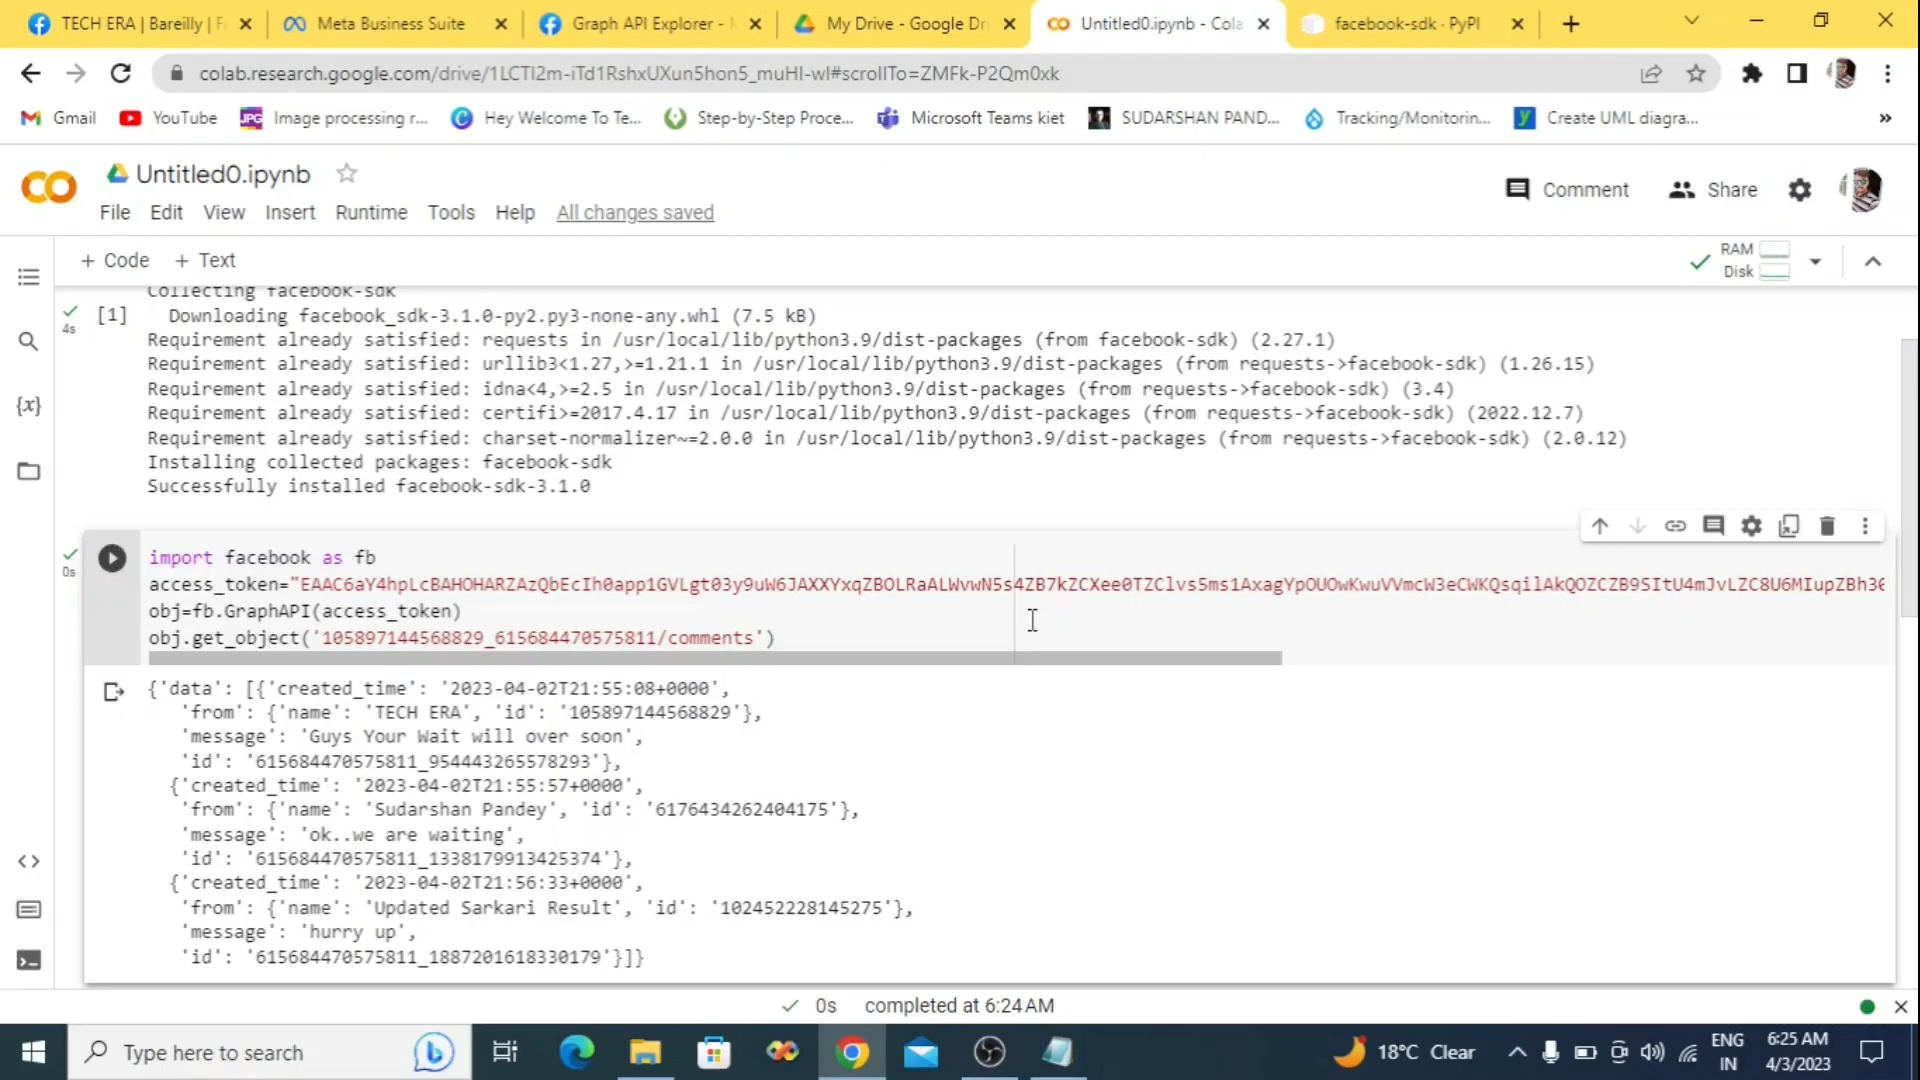 TECH ERA | Bareilly | F
Meta Business Suite
Graph API Explorer -
My Drive - Google Dri
Untitled0.ipynb - Cola
facebook-sdk · PyPI
colab.research.google.com/drive/1LCTI2m-iTd1RshxUXun5hon5_muHI-wI#scrollTo=ZMFk-P2Qm0xk
Gmail
YouTube
JPG
Image processing r...
Hey Welcome To Te...
Step-by-Step Proce...
Microsoft Teams kiet
SUDARSHAN PAND...
Tracking/Monitorin...
Create UML diagra...
»
Untitled0.ipynb
Comment
Share
File Edit View Insert Runtime Tools Help All changes saved
+ Code + Text
RAM
Disk
Collecting facebook-sdk
4s
[1]
Downloading facebook_sdk-3.1.0-py2.py3-none-any.whl (7.5 kB)
Requirement already satisfied: requests in /usr/local/lib/python3.9/dist-packages (from facebook-sdk) (2.27.1)
Requirement already satisfied: urllib3<1.27,>=1.21.1 in /usr/local/lib/python3.9/dist-packages (from requests->facebook-sdk) (1.26.15)
Requirement already satisfied: idna<4,>=2.5 in /usr/local/lib/python3.9/dist-packages (from requests->facebook-sdk) (3.4)
Requirement already satisfied: certifi>=2017.4.17 in /usr/local/lib/python3.9/dist-packages (from requests->facebook-sdk) (2022.12.7)
Requirement already satisfied: charset-normalizer~=2.0.0 in /usr/local/lib/python3.9/dist-packages (from requests->facebook-sdk) (2.0.12)
Installing collected packages: facebook-sdk
Successfully installed facebook-sdk-3.1.0
0s
import facebook as fb
access_token="EAAC6aY4hpLcBAHOHARZAzQbEcIh0app1GVLgt03y9uW6JAXXYxqZBOLRaALWvwN5s4ZB7kZCXee0TZClvs5ms1AxagYpOUOwKwuVVmcW3eCWKQsqilAkQOZCZB9SItU4mJvLZC8U6MIupZBh30
obj=fb.GraphAPI(access_token)
obj.get_object('105897144568829_615684470575811/comments')
{'data': [{'created_time': '2023-04-02T21:55:08+0000',
'from': {'name': 'TECH ERA', 'id': '105897144568829'},
'message': 'Guys Your Wait will over soon',
'id': '615684470575811_954443265578293'},
{'created_time': '2023-04-02T21:55:57+0000',
'from': {'name': 'Sudarshan Pandey', 'id': '6176434262404175'},
'message': 'ok..we are waiting',
'id': '615684470575811_1338179913425374'},
{'created_time': '2023-04-02T21:56:33+0000',
'from': {'name': 'Updated Sarkari Result', 'id': '102452228145275'},
'message': 'hurry up',
'id': '615684470575811_1887201618330179'}]}
0s completed at 6:24 AM
Type here to search
18°C Clear
ENG
IN
6:25 AM
4/3/2023